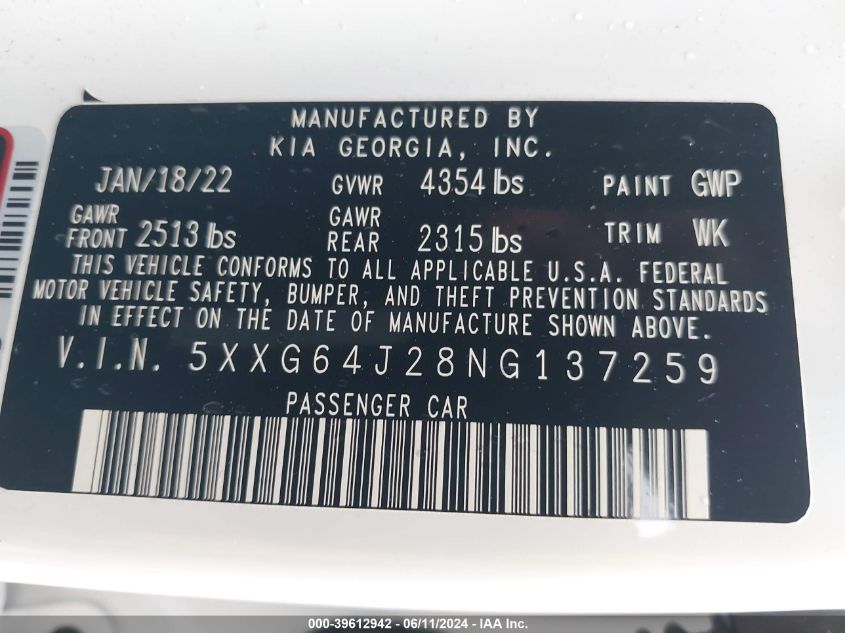 MANUFACTURED BY
KIA GEORGIA, INC.
JAN/18/22 GVWR 4354 lbs PAINT GWP
GAWR FRONT 2513 lbs GAWR REAR 2315 lbs TRIM WK
THIS VEHICLE CONFORMS TO ALL APPLICABLE U.S.A. FEDERAL
MOTOR VEHICLE SAFETY, BUMPER, AND THEFT PREVENTION STANDARDS
IN EFFECT ON THE DATE OF MANUFACTURE SHOWN ABOVE.
V.I.N. 5XXG64J28NG137259
PASSENGER CAR
000-39612942 - 06/11/2024 - IAAI - Copart